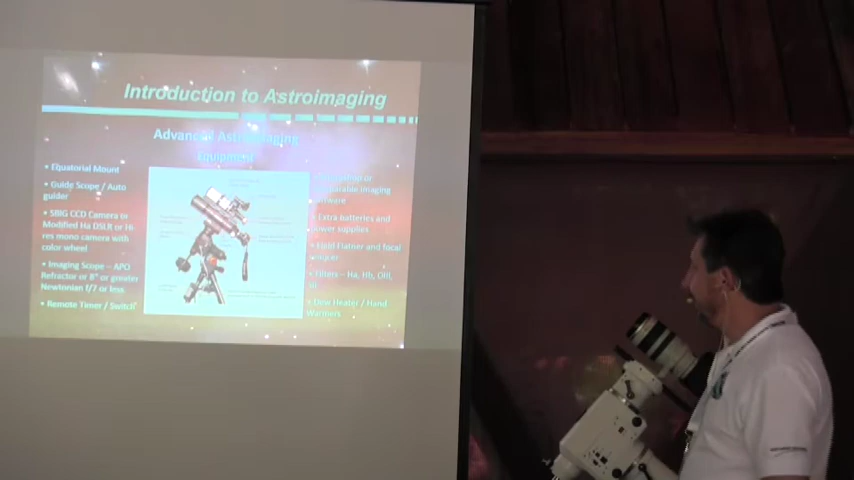 Introduction to Astroimaging
Advanced Astroimaging
Equipment
• Equatorial Mount
• Guide Scope / Auto
guider
• SBIG CCD Camera to
Modified Ha DSLR or Hi-
res mono camera with
color wheel
• Imaging Scope – APO
Refractor or 8" or greater
Newtonian f/7 or less
• Remote Timer / Switch
or
imaging
• Extra batteries and
power supplies
• Field Flatner and focal
• Filters – Ha, Hb, OIII,
• Dew Heater / Hand
Warmers